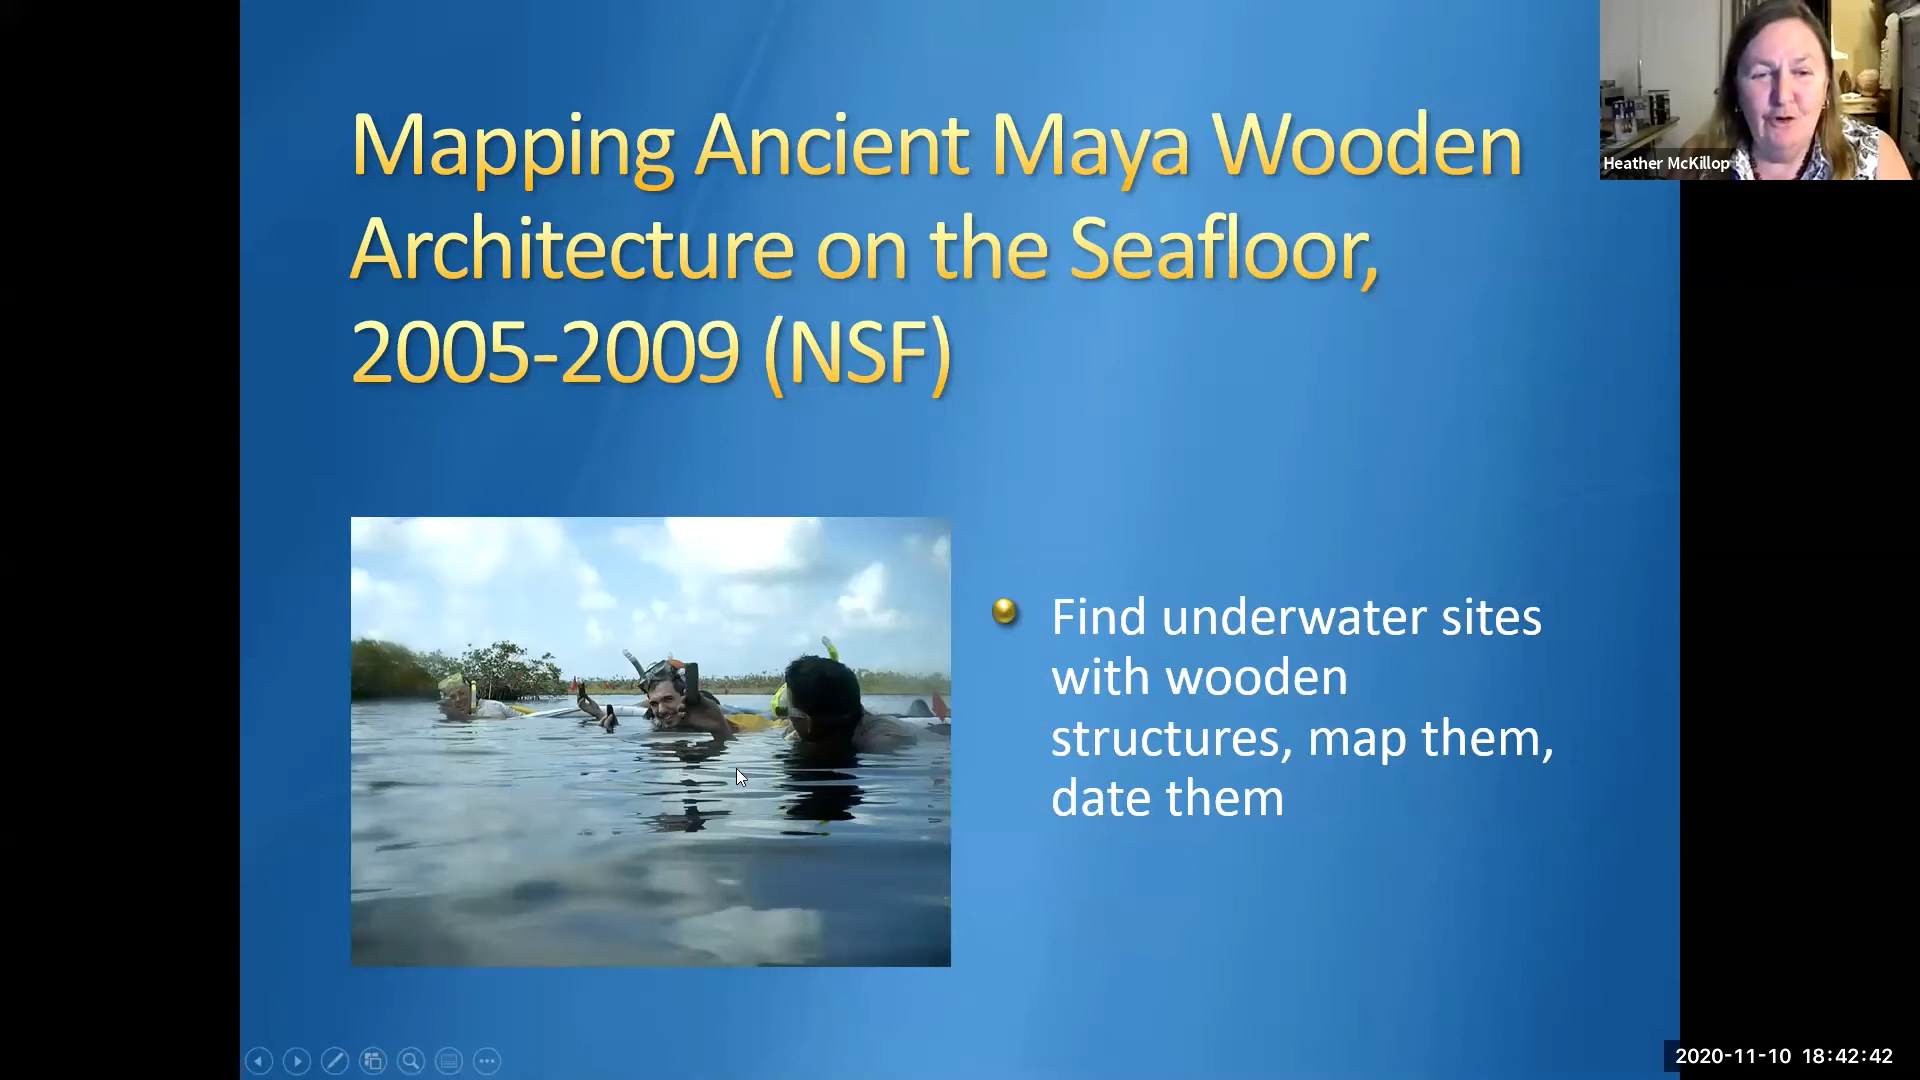 Mapping Ancient Maya Wooden
Architecture on the Seafloor,
2005-2009 (NSF)
Find underwater sites
with wooden
structures, map them,
date them
Heather McKillop
2020-11-10 18:42:42